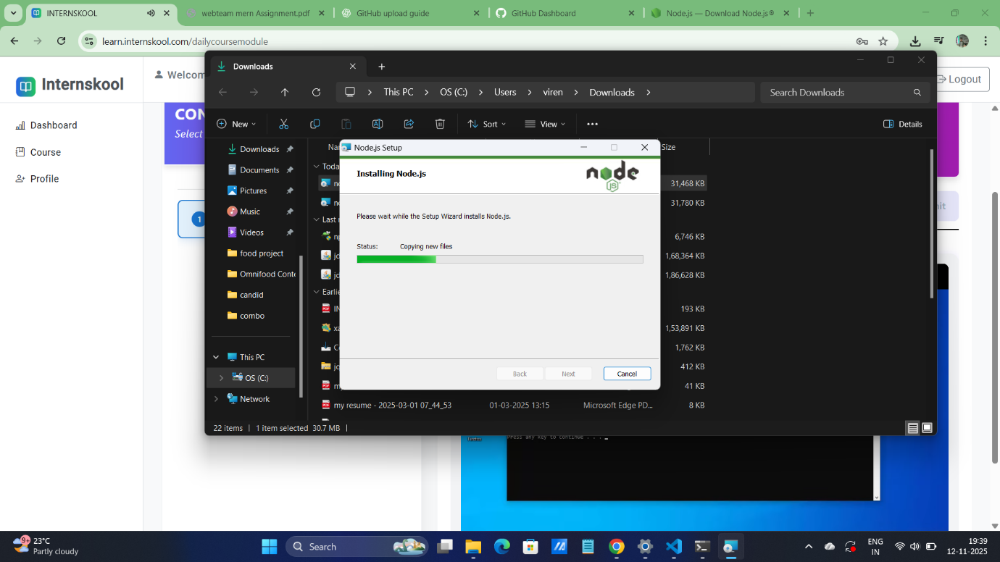 INTERNSKOOL
webteam mern Assignment.pdf
GitHub upload guide
GitHub Dashboard
Node.js — Download Node.js®
learn.internskool.com/dailycoursemodule
Internskool
Welcom
Logout
Dashboard
Course
Profile
CON
Select
1
Downloads
This PC
OS (C:)
Users
viren
Downloads
Search Downloads
New
Sort
View
Details
Downloads
Documents
Pictures
Music
Videos
food project
Omnifood Conte
candid
combo
This PC
OS (C:)
Network
Na
Size
Toda
31,468 KB
31,780 KB
Last
6,746 KB
1,68,364 KB
1,86,628 KB
Earlie
193 KB
1,53,891 KB
1,762 KB
412 KB
41 KB
my resume - 2025-03-01 07_44_53 01-03-2025 13:15 Microsoft Edge PD... 8 KB
22 items 1 item selected 30.7 MB
Node.js Setup
Installing Node.js
node
JS
Please wait while the Setup Wizard installs Node.js.
Status: Copying new files
Back
Next
Cancel
Press any key to continue . . .
9+
23°C
Partly cloudy
Search
ENG
IN
19:39
12-11-2025